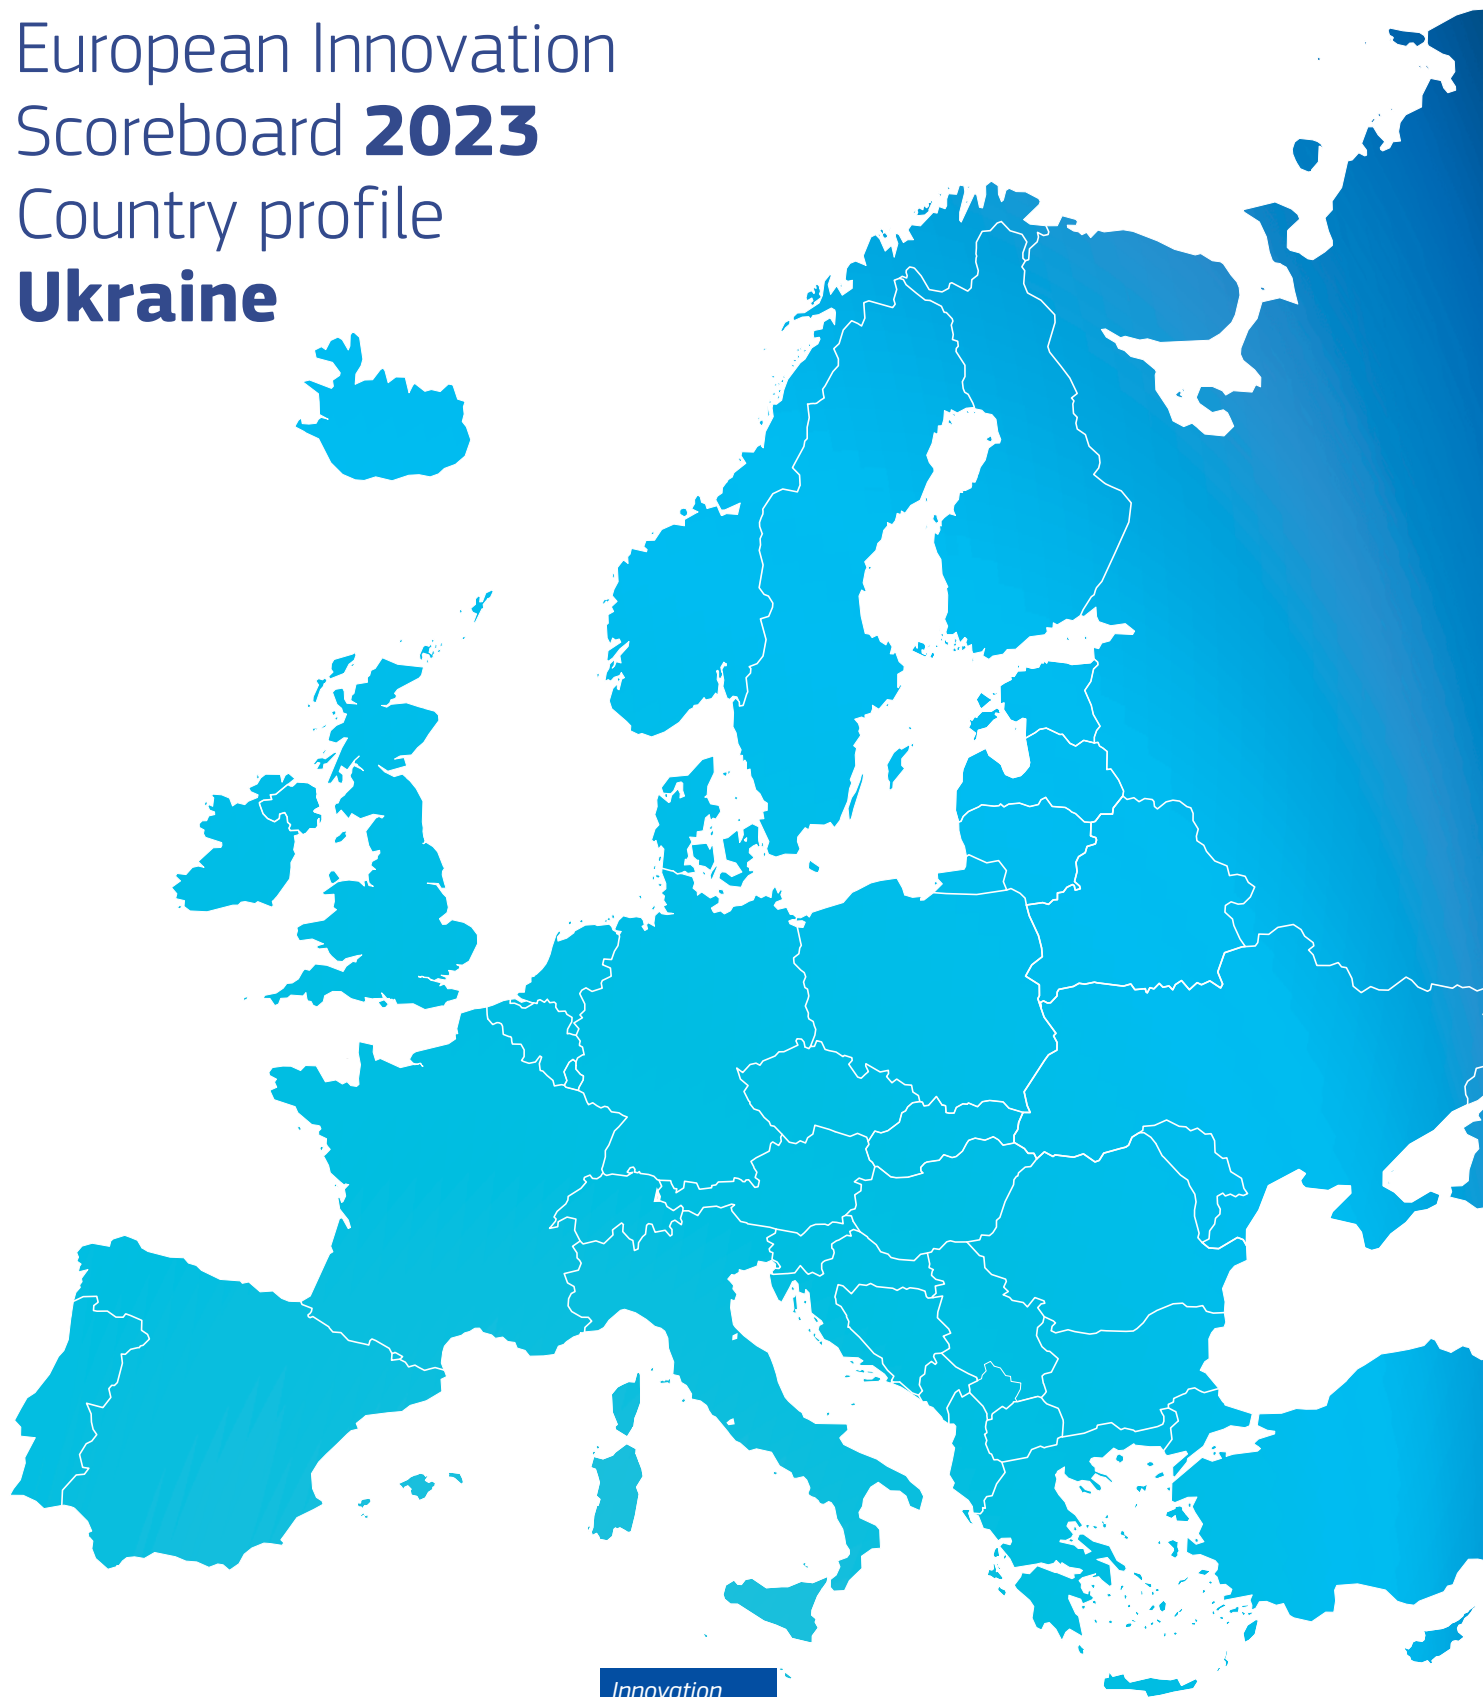 European Innovation
Scoreboard 2023
Country profile
Ukraine
Innovation